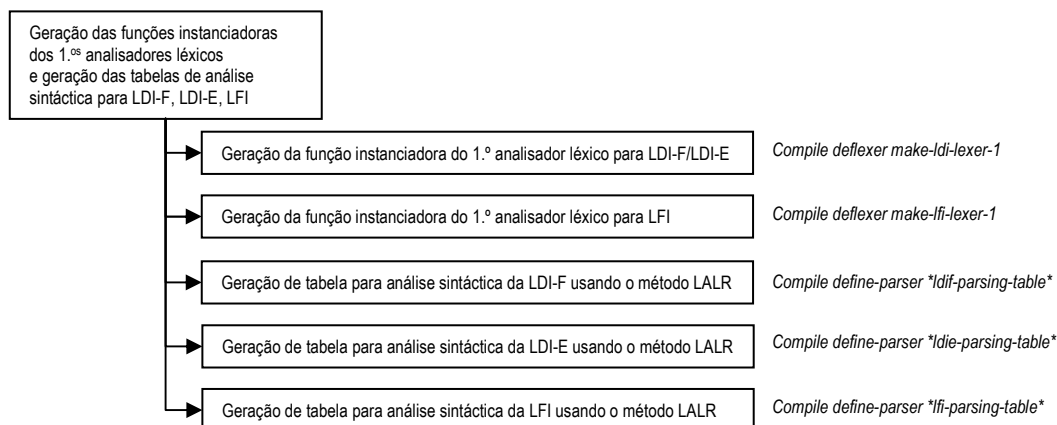 Geração das funções instanciadoras
dos 1.ºs analisadores léxicos
e geração das tabelas de análise
sintáctica para LDI-F, LDI-E, LFI
Geração da função instanciadora do 1.º analisador léxico para LDI-F/LDI-E
Compile deflexer make-ldi-lexer-1
Geração da função instanciadora do 1.º analisador léxico para LFI
Compile deflexer make-lfi-lexer-1
Geração de tabela para análise sintáctica da LDI-F usando o método LALR
Compile define-parser *ldif-parsing-table*
Geração de tabela para análise sintáctica da LDI-E usando o método LALR
Compile define-parser *ldie-parsing-table*
Geração de tabela para análise sintáctica da LFI usando o método LALR
Compile define-parser *lfi-parsing-table*